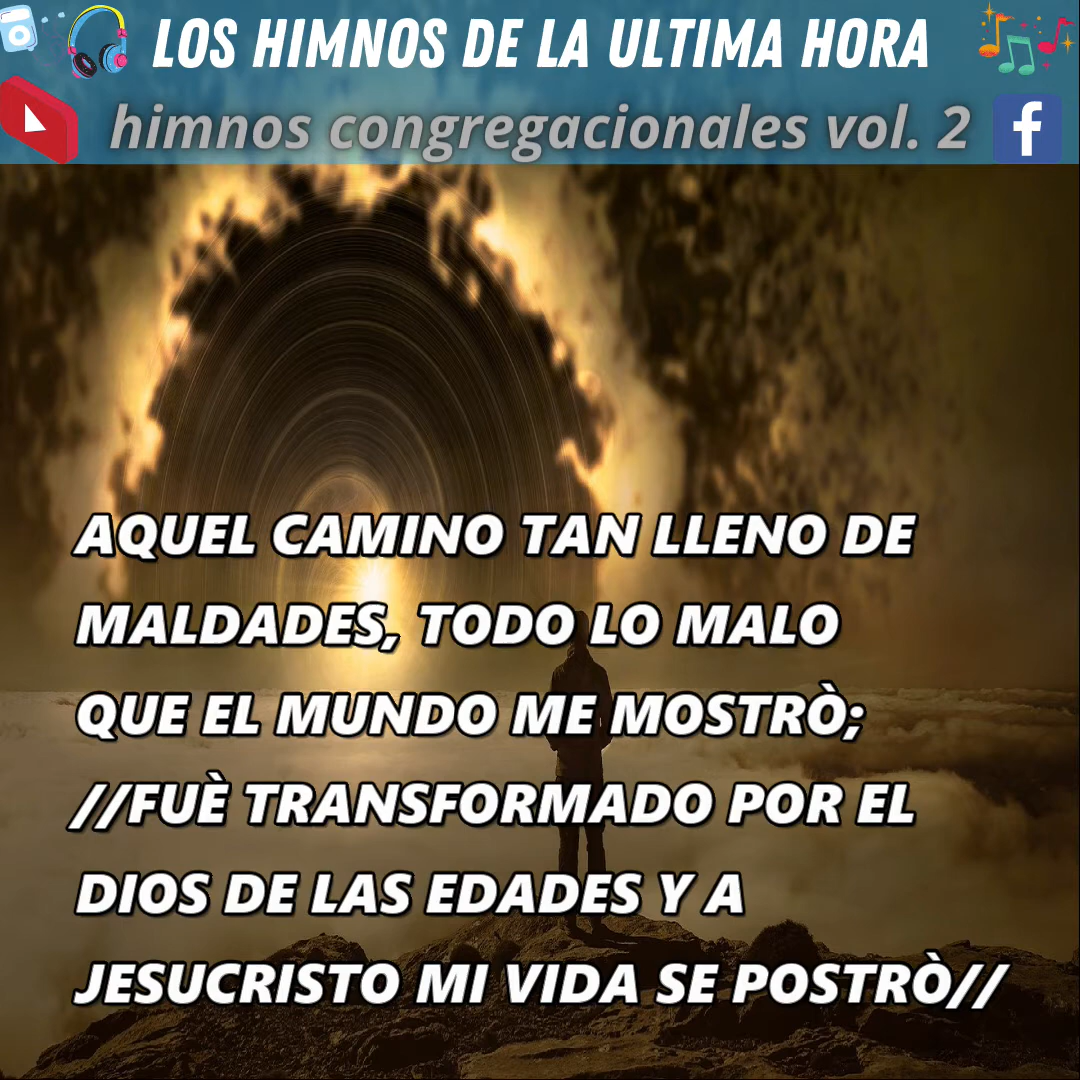 LOS HIMNOS DE LA ULTIMA HORA
himnos congregacionales vol. 2
AQUEL CAMINO TAN LLENO DE
MALDADES, TODO LO MALO
QUE EL MUNDO ME MOSTRÒ;
//FUÈ TRANSFORMADO POR EL
DIOS DE LAS EDADES Y A
JESUCRISTO MI VIDA SE POSTRÒ//